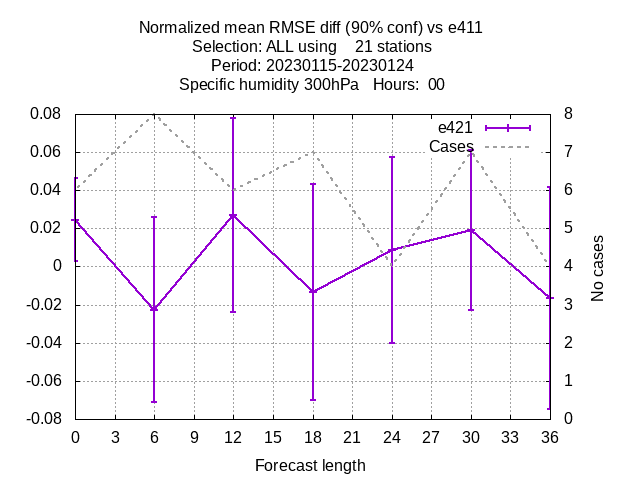 Normalized mean RMSE diff (90% conf) vs e411
Selection: ALL using    21 stations
Period: 20230115-20230124
Specific humidity 300hPa   Hours:  00
0.08
0.06
0.04
0.02
0
-0.02
-0.04
-0.06
-0.08
e421
Cases
8
7
6
5
4
3
2
1
0
No cases
0 3 6 9 12 15 18 21 24 27 30 33 36
Forecast length